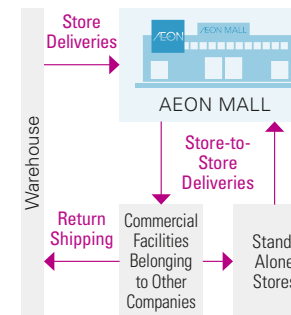 Store
Deliveries
ÆON
ÆON MALL
AEON MALL
Warehouse
Store-to-
Store
Deliveries
Return
Shipping
Commercial
Facilities
Belonging
to Other
Companies
Stand
Alone
Stores